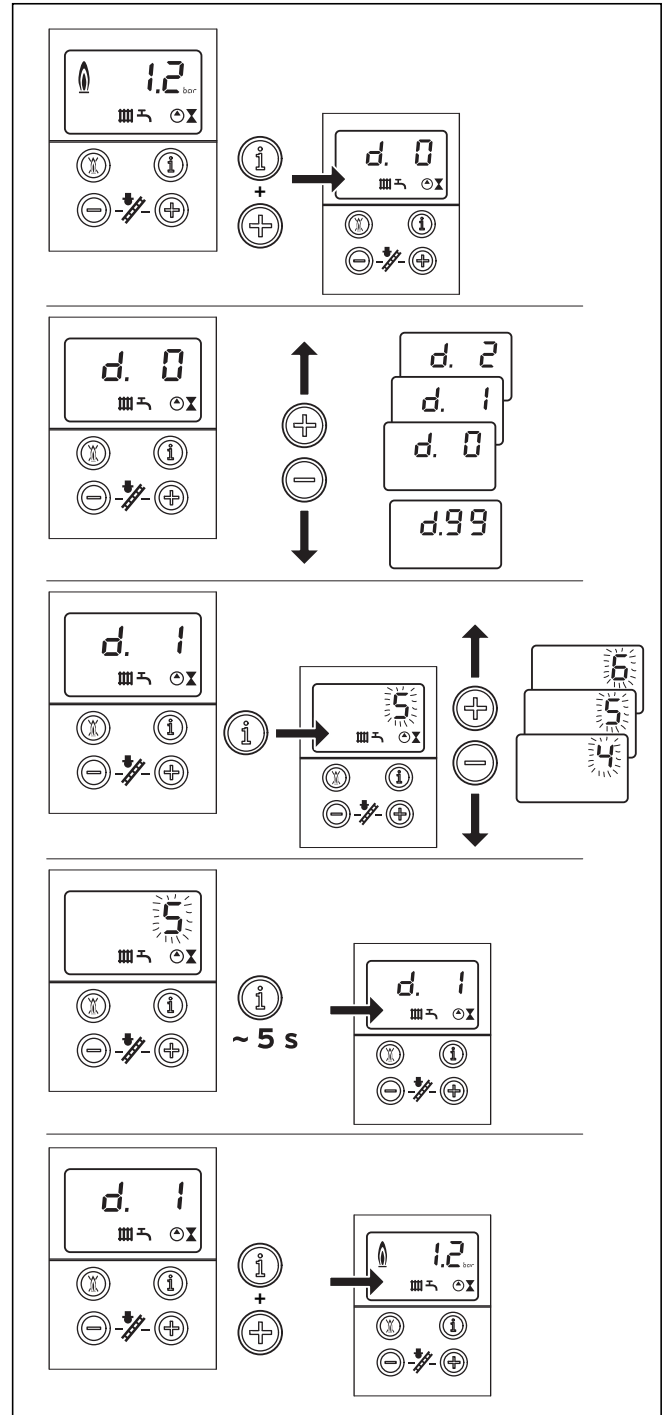 1.2 bar
i
- +
i
+
+
d. 0
i
- +
d. 0
i
- +
+
-
d. 2
d. 1
d. 0
d.99
d. 1
i
- +
i
5
i
- +
+
-
6
5
4
5
i
- +
i
~ 5 s
d. 1
i
- +
d. 1
i
- +
i
+
+
1.2 bar
i
- +